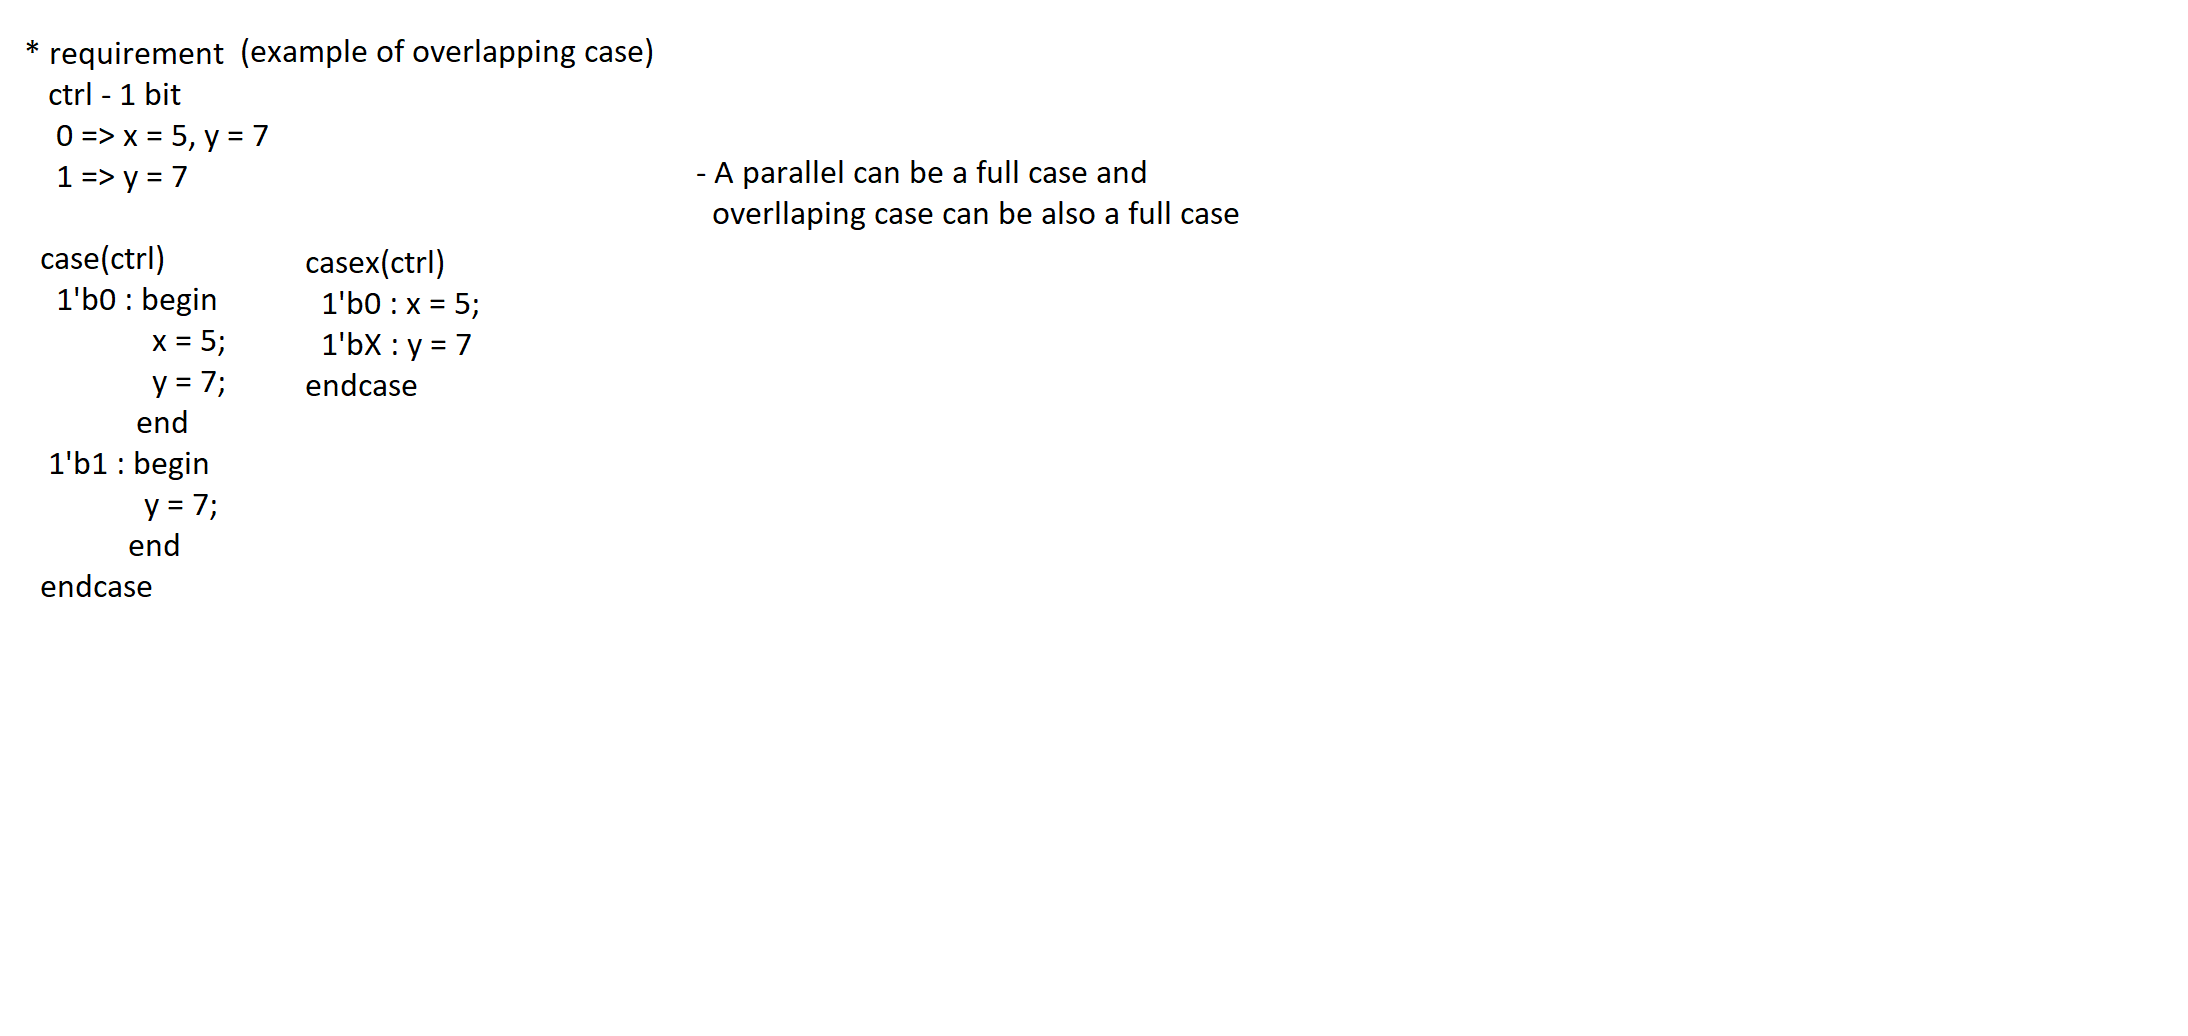 * requirement (example of overlapping case)
ctrl - 1 bit
0 => x = 5, y = 7
1 => y = 7
- A parallel can be a full case and
overllaping case can be also a full case
case(ctrl)
1'b0 : begin
x = 5;
y = 7;
end
1'b1 : begin
y = 7;
end
endcase
casex(ctrl)
1'b0 : x = 5;
1'bX : y = 7
endcase